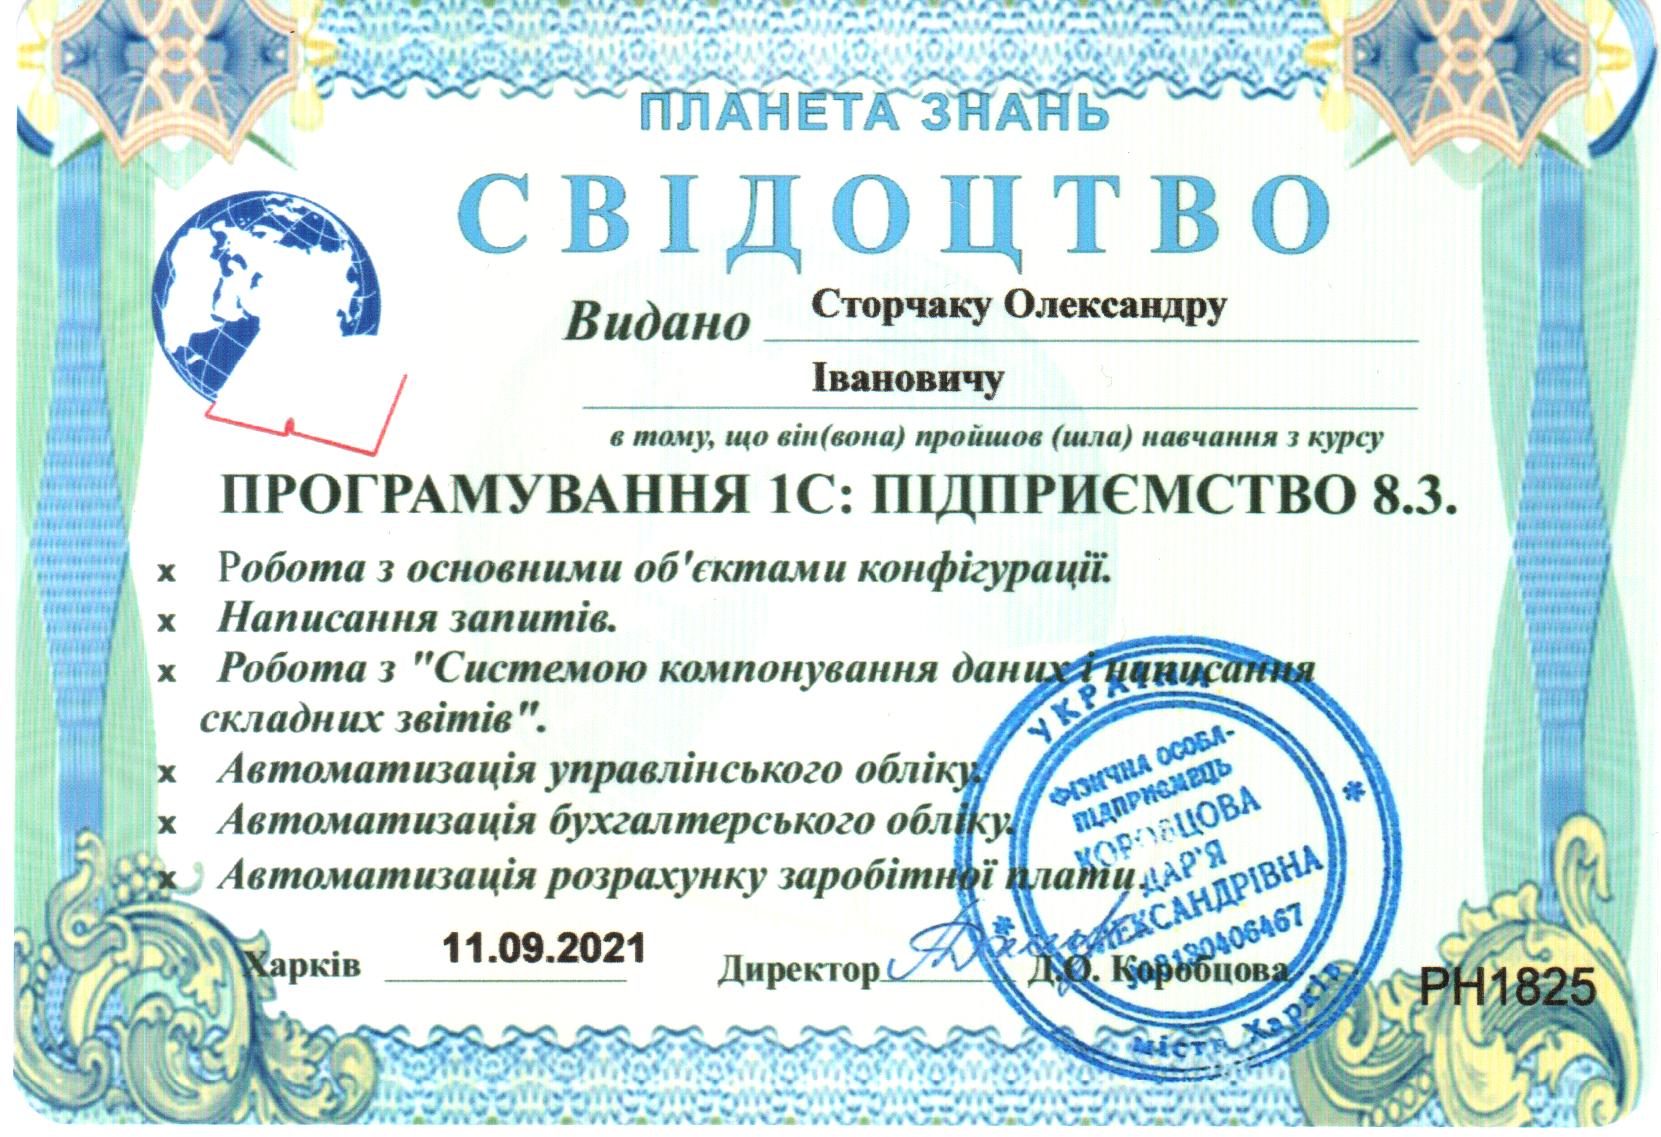 ПЛАНЕТА ЗНАНЬ
СВІДОЦТВО
Видано Сторчаку Олександру
Івановичу
в тому, що він(вона) пройшов (шла) навчання з курсу
ПРОГРАМУВАННЯ 1С: ПІДПРИЄМСТВО 8.3.
x Робота з основними об'єктами конфігурації.
x Написання запитів.
x Робота з "Системою компонування даних і написання
складних звітів".
x Автоматизація управлінського обліку.
x Автоматизація бухгалтерського обліку.
x Автоматизація розрахунку заробітної плати.
Харків 11.09.2021 Директор Д.О. Коробцова
РН1825
УКРАЇНА
ФІЗИЧНА ОСОБА-
ПІДПРИЄМЕЦЬ
КОРОБЦОВА
ДАР'Я
ОЛЕКСАНДРІВНА
місто Харків